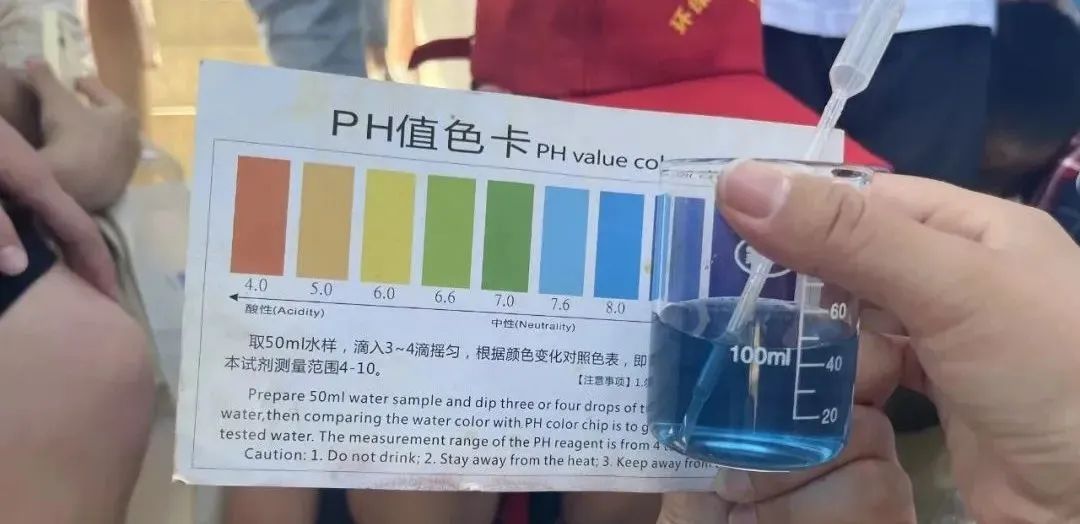 环保
PH值色卡 PH value
4.0 5.0 6.0 6.6 7.0 7.6 8.0
酸性(Acidity) 中性(Neutrality)
取50ml水样，滴入3~4滴摇匀，根据颜色变化对照色表，即
本试剂测量范围4-10。
【注意事项】1.
Prepare 50ml water sample and dip three or four drops of
water,then comparing the water color with PH color chip is to
tested water. The measurement range of the PH reagent is from 4
Caution: 1. Do not drink; 2. Stay away from the heat; 3. Keep away from
60
100ml
40
20